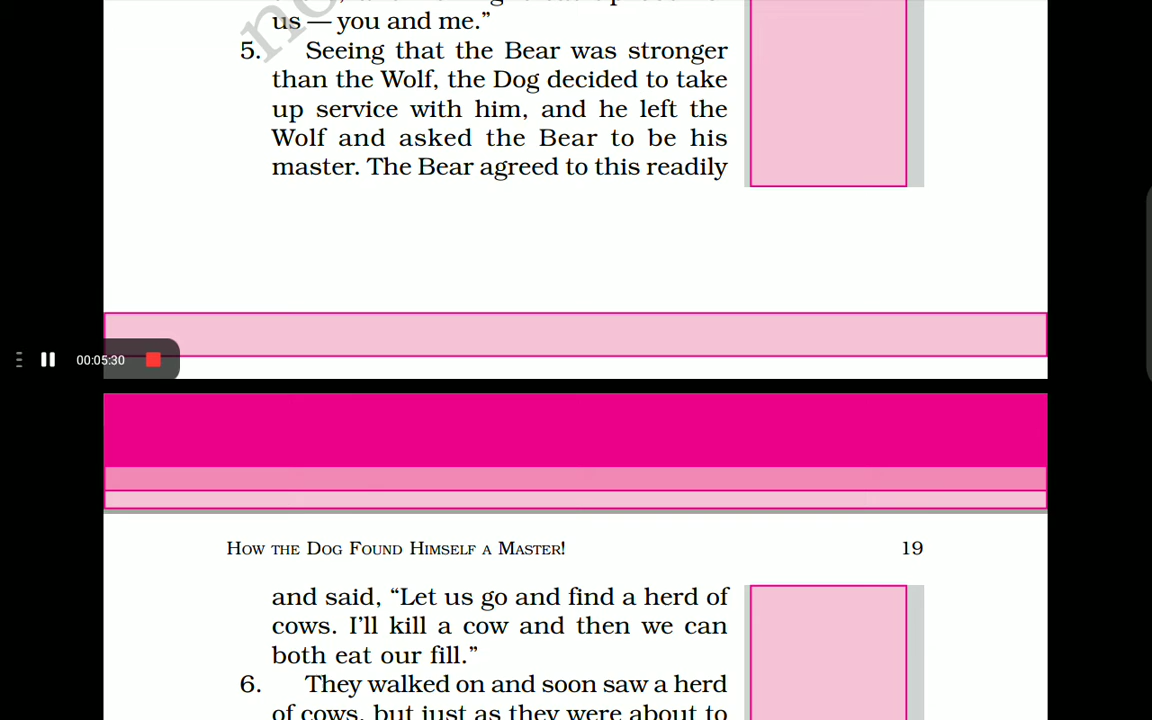 us — you and me.”
5. Seeing that the Bear was stronger
than the Wolf, the Dog decided to take
up service with him, and he left the
Wolf and asked the Bear to be his
master. The Bear agreed to this readily
00:05:30
How the Dog Found Himself a Master! 19
and said, “Let us go and find a herd of
cows. I’ll kill a cow and then we can
both eat our fill.”
6. They walked on and soon saw a herd
of cows, but just as they were about to